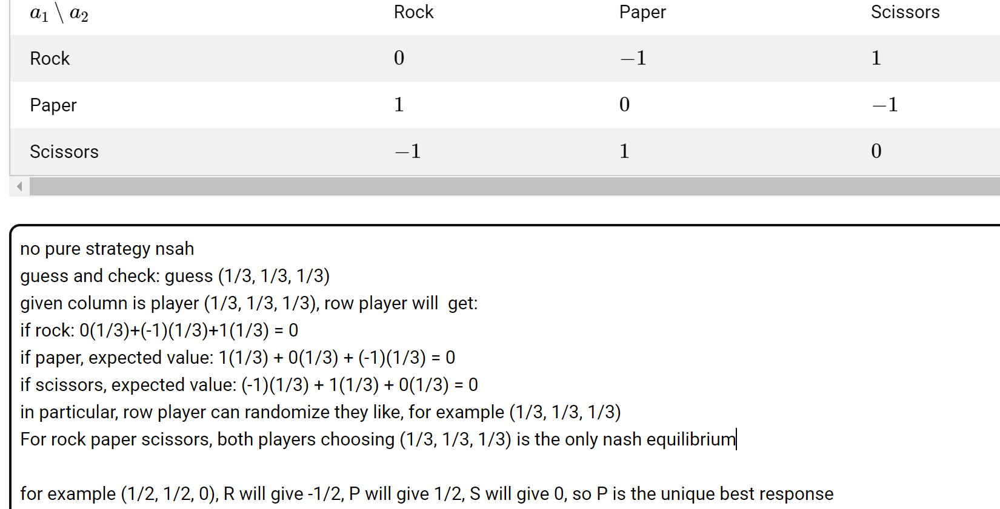 a₁ \ a₂ Rock Paper Scissors
Rock 0 −1 1
Paper 1 0 −1
Scissors −1 1 0
no pure strategy nsah
guess and check: guess (1/3, 1/3, 1/3)
given column is player (1/3, 1/3, 1/3), row player will  get:
if rock: 0(1/3)+(-1)(1/3)+1(1/3) = 0
if paper, expected value: 1(1/3) + 0(1/3) + (-1)(1/3) = 0
if scissors, expected value: (-1)(1/3) + 1(1/3) + 0(1/3) = 0
in particular, row player can randomize they like, for example (1/3, 1/3, 1/3)
For rock paper scissors, both players choosing (1/3, 1/3, 1/3) is the only nash equilibrium
for example (1/2, 1/2, 0), R will give -1/2, P will give 1/2, S will give 0, so P is the unique best response